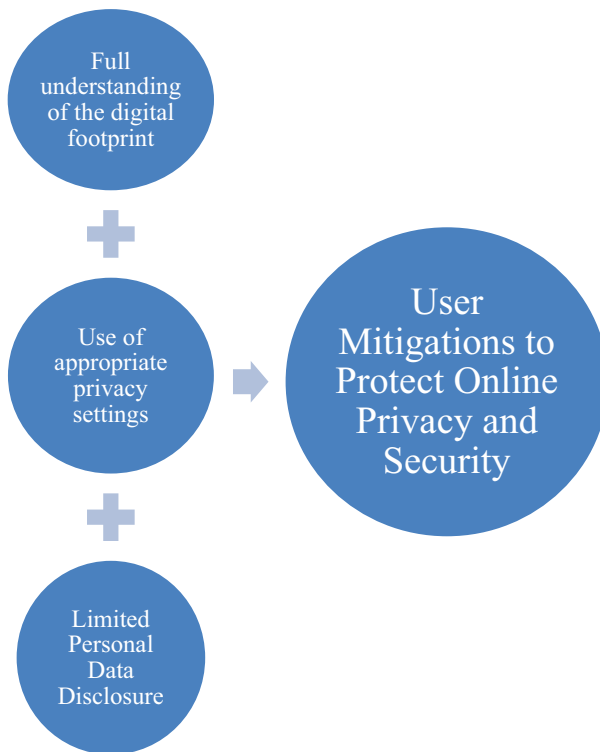 Full
understanding
of the digital
footprint
Use of
appropriate
privacy
settings
Limited
Personal
Data
Disclosure
User
Mitigations to
Protect Online
Privacy and
Security